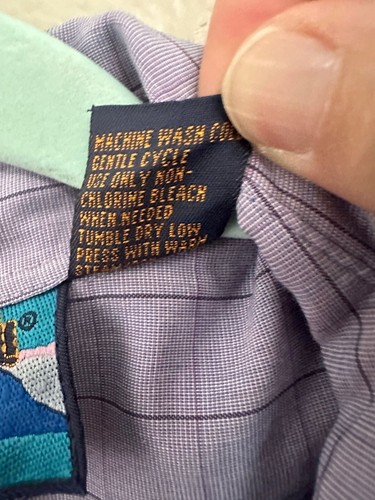 MACHINE WASH
GENTLE CYCLE
USE ONLY NON-
CHLORINE BLEACH
WHEN NEEDED
TUMBLE DRY LOW
PRESS WITH WARM
®